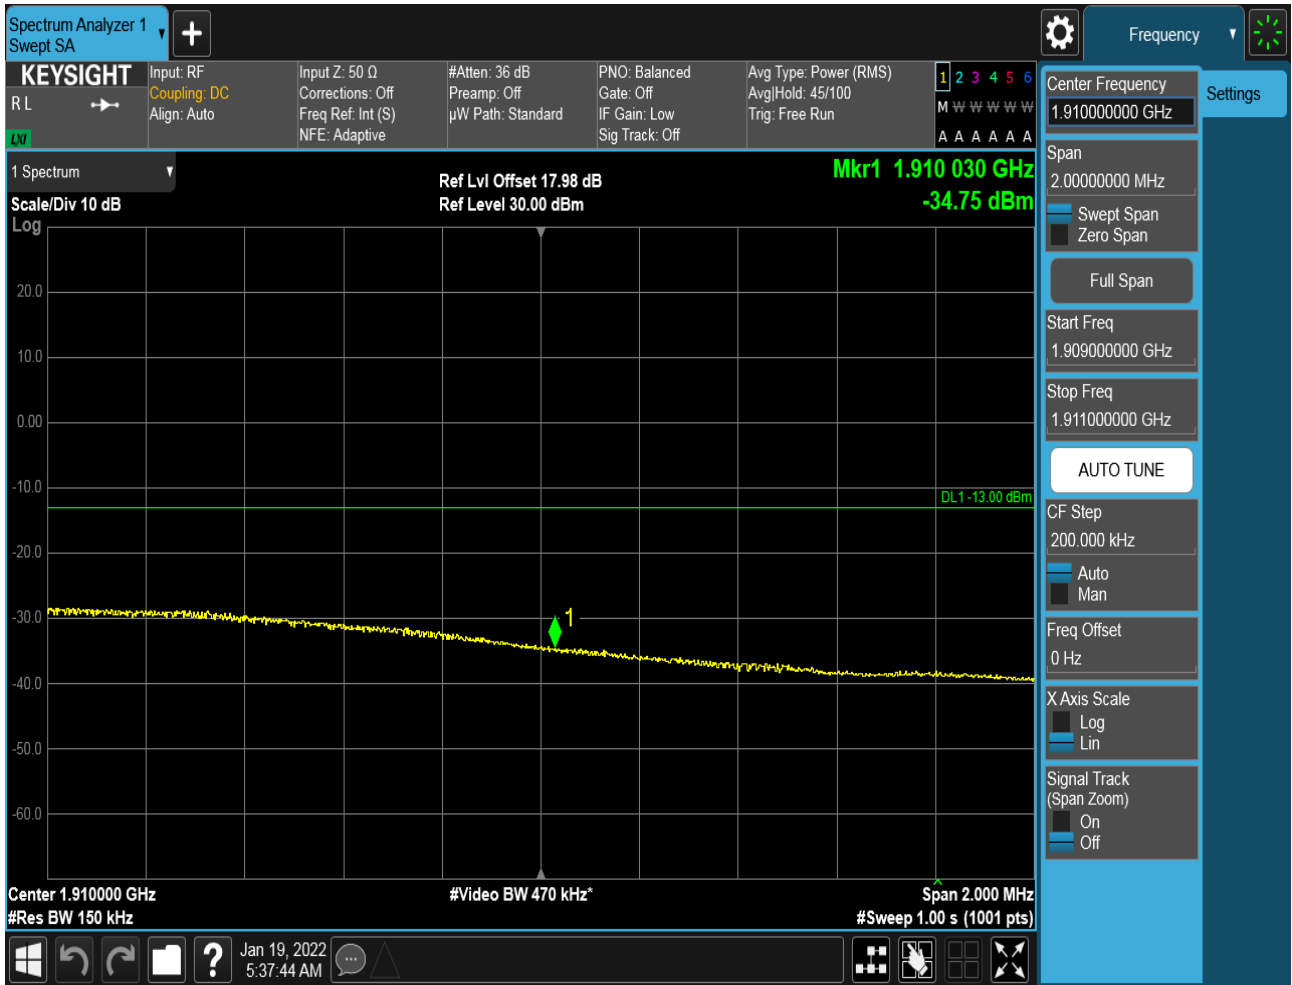 Spectrum Analyzer 1
Swept SA
+
Frequency
KEYSIGHT
R L
LXI
Input: RF
Coupling: DC
Align: Auto
Input Z: 50 Ω
Corrections: Off
Freq Ref: Int (S)
NFE: Adaptive
#Atten: 36 dB
Preamp: Off
µW Path: Standard
PNO: Balanced
Gate: Off
IF Gain: Low
Sig Track: Off
Avg Type: Power (RMS)
Avg|Hold: 45/100
Trig: Free Run
1 2 3 4 5 6
M W W W W W
A A A A A A
1 Spectrum
Scale/Div 10 dB
Log
Ref Lvl Offset 17.98 dB
Ref Level 30.00 dBm
Mkr1 1.910 030 GHz
-34.75 dBm
20.0
10.0
0.00
-10.0
DL1 -13.00 dBm
-20.0
-30.0
1
-40.0
-50.0
-60.0
Center 1.910000 GHz
#Res BW 150 kHz
#Video BW 470 kHz*
Span 2.000 MHz
#Sweep 1.00 s (1001 pts)
?
Jan 19, 2022
5:37:44 AM
Center Frequency
1.910000000 GHz
Settings
Span
2.00000000 MHz
Swept Span
Zero Span
Full Span
Start Freq
1.909000000 GHz
Stop Freq
1.911000000 GHz
AUTO TUNE
CF Step
200.000 kHz
Auto
Man
Freq Offset
0 Hz
X Axis Scale
Log
Lin
Signal Track
(Span Zoom)
On
Off